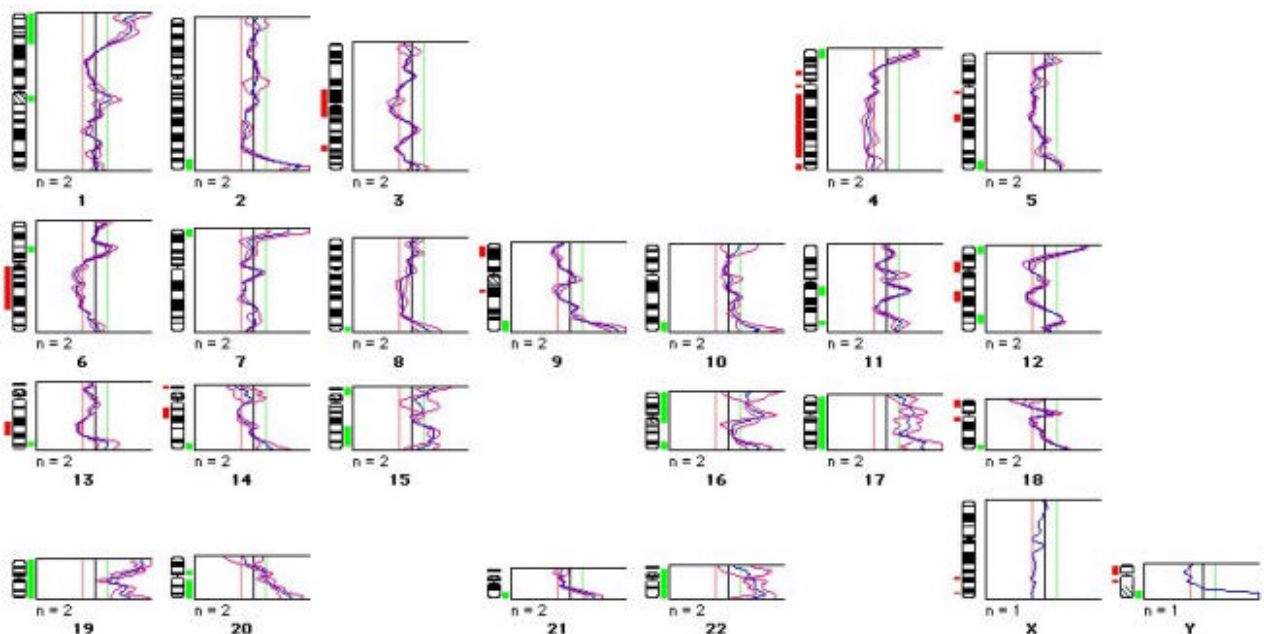 n = 2 n = 2 n = 2 n = 2 n = 2
1 2 3 4 5
n = 2 n = 2 n = 2 n = 2 n = 2 n = 2 n = 2
6 7 8 9 10 11 12
n = 2 n = 2 n = 2 n = 2 n = 2 n = 2
13 14 15 16 17 18
n = 2 n = 2 n = 2 n = 2 n = 1 n = 1
19 20 21 22 X Y